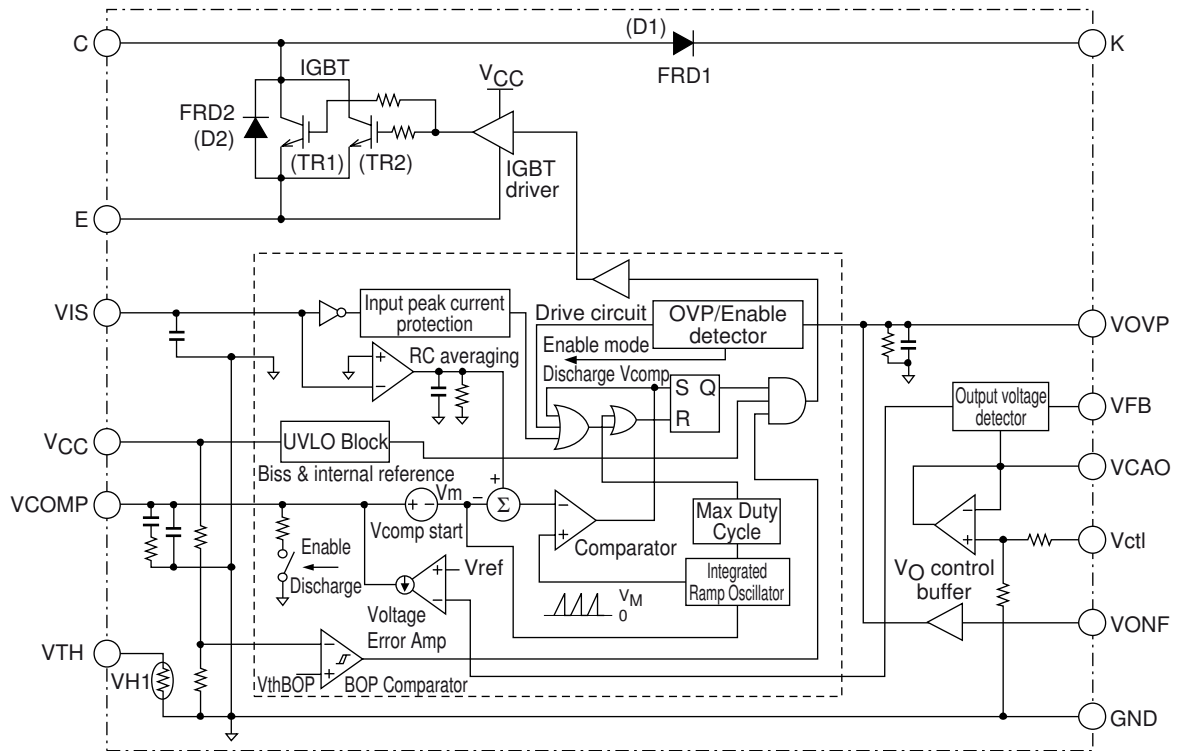 C
(D1)
K
FRD1
IGBT
VCC
FRD2
(D2)
(TR1)
(TR2)
IGBT
driver
E
VIS
Input peak current
protection
Drive circuit
OVP/Enable
detector
VOVP
RC averaging
Enable mode
Discharge Vcomp
S Q
R
Output voltage
detector
VFB
VCC
UVLO Block
Biss & internal reference
VCAO
VCOMP
+ −
Vm
Vcomp start
−
+
Σ
−
+
Comparator
Max Duty
Cycle
−
+
Vctl
VO control
buffer
Enable
Discharge
+
−
Vref
Voltage
Error Amp
Integrated
Ramp Oscillator
VM
0
VONF
VTH
VH1
−
+
VthBOP
BOP Comparator
+
−
GND